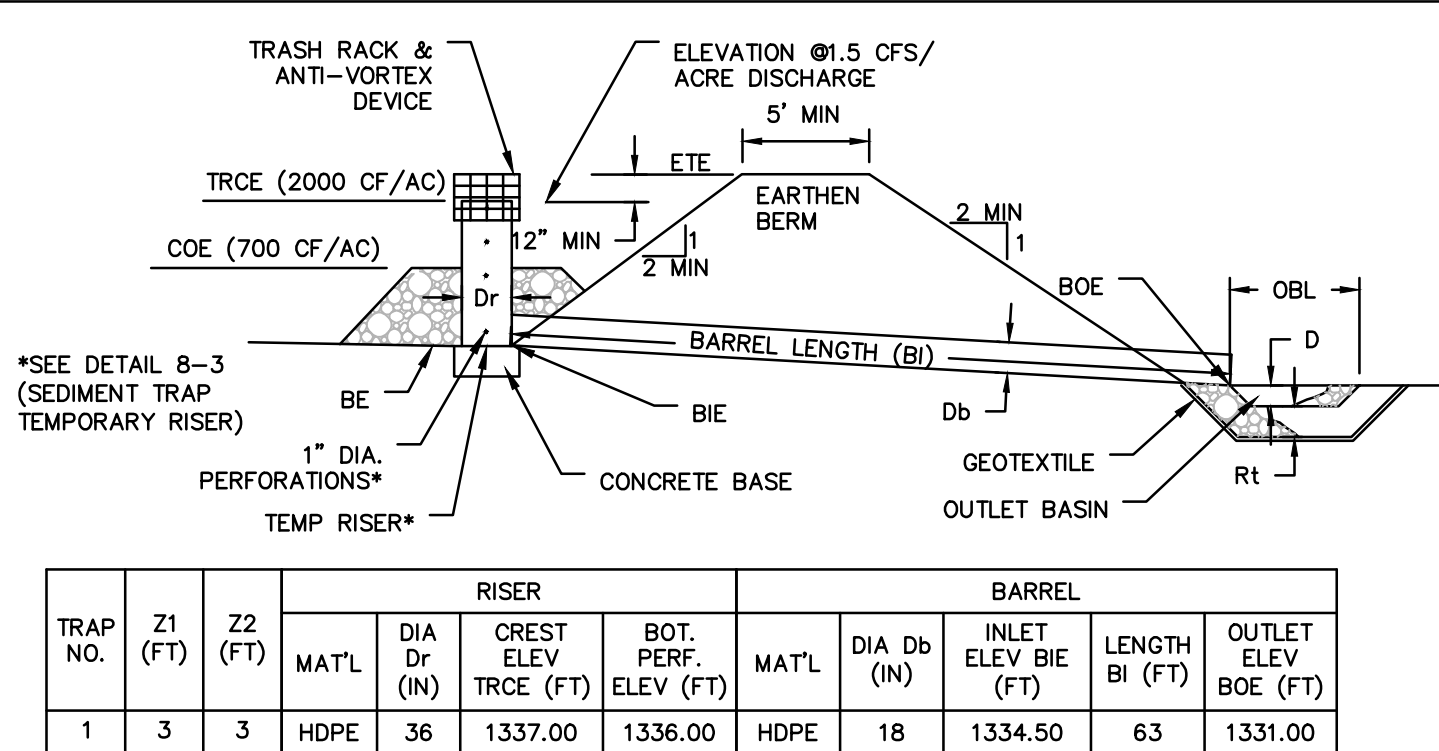 TRASH RACK &
ANTI-VORTEX
DEVICE
ELEVATION @1.5 CFS/
ACRE DISCHARGE
5' MIN
ETE
TRCE (2000 CF/AC)
EARTHEN
BERM
2 MIN
1
12" MIN
1
2 MIN
COE (700 CF/AC)
Dr
BOE
OBL
D
BARREL LENGTH (Bl)
*SEE DETAIL 8-3
(SEDIMENT TRAP
TEMPORARY RISER)
BE
BIE
Db
1" DIA.
PERFORATIONS*
CONCRETE BASE
GEOTEXTILE
Rt
TEMP RISER*
OUTLET BASIN
RISER
BARREL
TRAP
NO.
Z1
(FT)
Z2
(FT)
MAT'L
DIA
Dr
(IN)
CREST
ELEV
TRCE (FT)
BOT.
PERF.
ELEV (FT)
MAT'L
DIA Db
(IN)
INLET
ELEV BIE
(FT)
LENGTH
Bl (FT)
OUTLET
ELEV
BOE (FT)
1 3 3 HDPE 36 1337.00 1336.00 HDPE 18 1334.50 63 1331.00